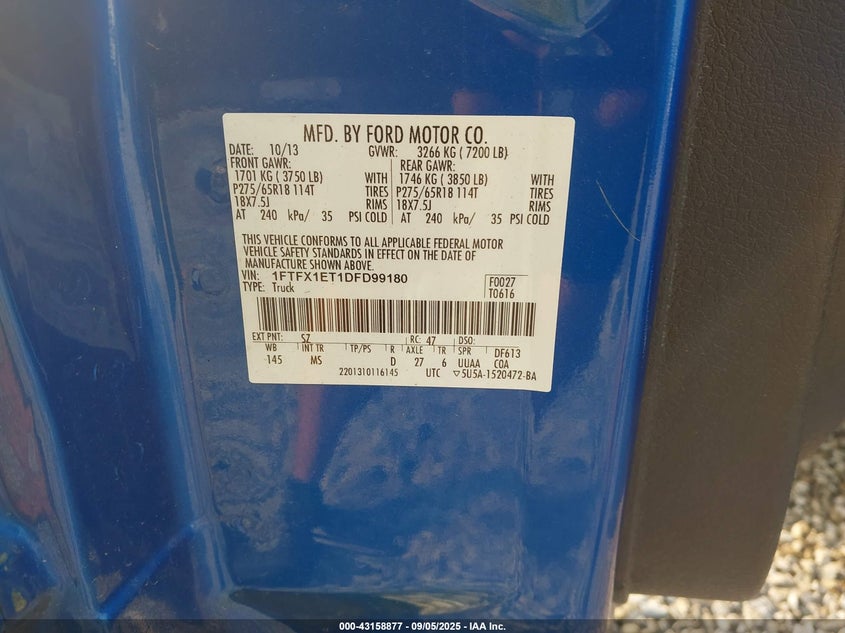 MFD. BY FORD MOTOR CO.
DATE: 10/13 GVWR: 3266 KG ( 7200 LB)
FRONT GAWR: REAR GAWR:
1701 KG ( 3750 LB) WITH 1746 KG ( 3850 LB) WITH
P275/65R18 114T TIRES P275/65R18 114T TIRES
18X7.5J RIMS 18X7.5J RIMS
AT 240 kPa/ 35 PSI COLD AT 240 kPa/ 35 PSI COLD
THIS VEHICLE CONFORMS TO ALL APPLICABLE FEDERAL MOTOR
VEHICLE SAFETY STANDARDS IN EFFECT ON THE DATE OF
MANUFACTURE SHOWN ABOVE.
VIN: 1FTFX1ET1DFD99180 F0027
TYPE: Truck T0616
EXT PNT: SZ RC: 47 DSO:
WB INT TR TP/PS R AXLE TR SPR DF613
145 MS D 27 6 UUAA COA
2201310116145 UTC ▽5U5A-1520472-BA
000-43158877 - 09/05/2025 - IAA Inc.